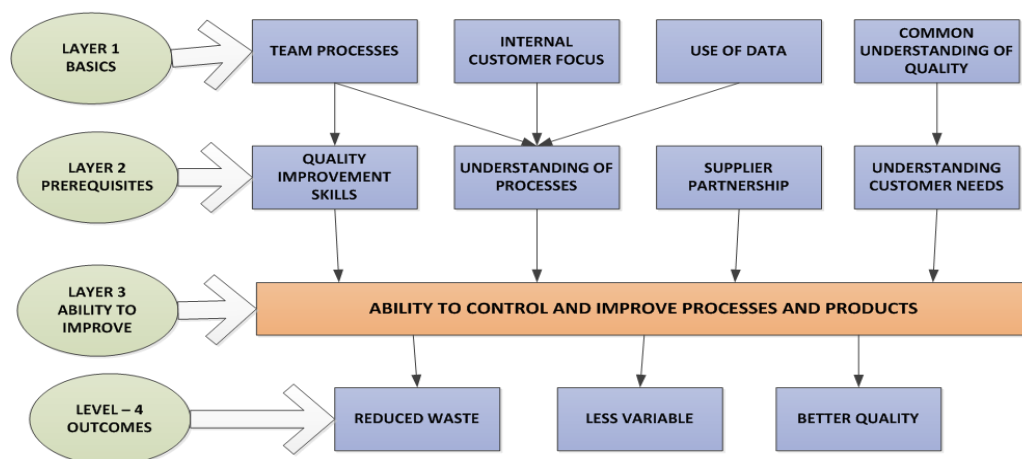 LAYER 1
BASICS
TEAM PROCESSES
INTERNAL
CUSTOMER FOCUS
USE OF DATA
COMMON
UNDERSTANDING OF
QUALITY
LAYER 2
PREREQUISITES
QUALITY
IMPROVEMENT
SKILLS
UNDERSTANDING OF
PROCESSES
SUPPLIER
PARTNERSHIP
UNDERSTANDING
CUSTOMER NEEDS
LAYER 3
ABILITY TO
IMPROVE
ABILITY TO CONTROL AND IMPROVE PROCESSES AND PRODUCTS
LEVEL – 4
OUTCOMES
REDUCED WASTE
LESS VARIABLE
BETTER QUALITY